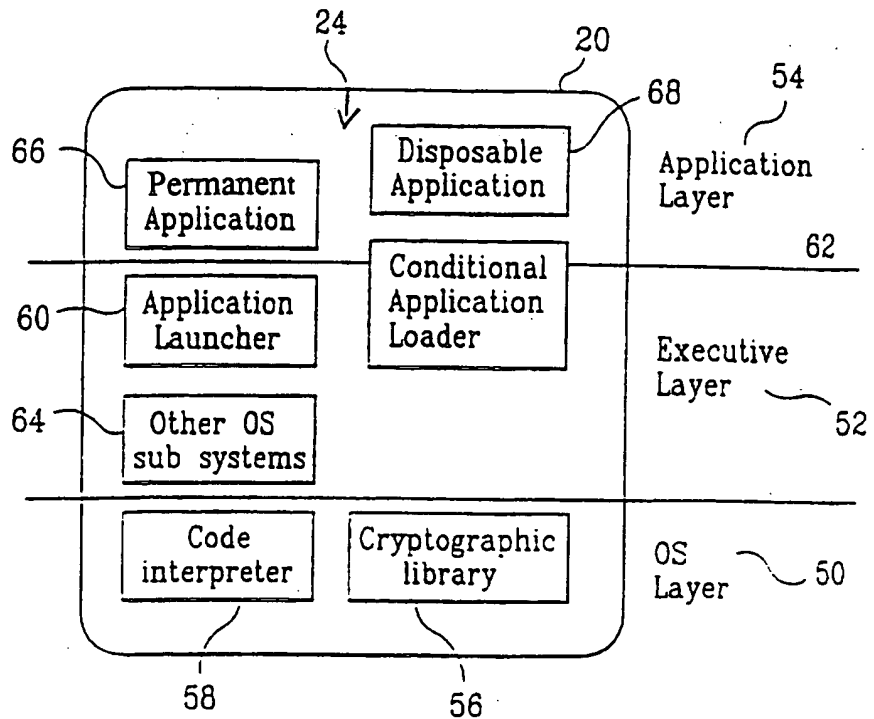 24
20
54
68
66
Disposable
Application
Application
Layer
Permanent
Application
62
Conditional
Application
Loader
60
Application
Launcher
Executive
Layer
52
64
Other OS
sub systems
Code
interpreter
Cryptographic
library
OS
Layer
50
58
56